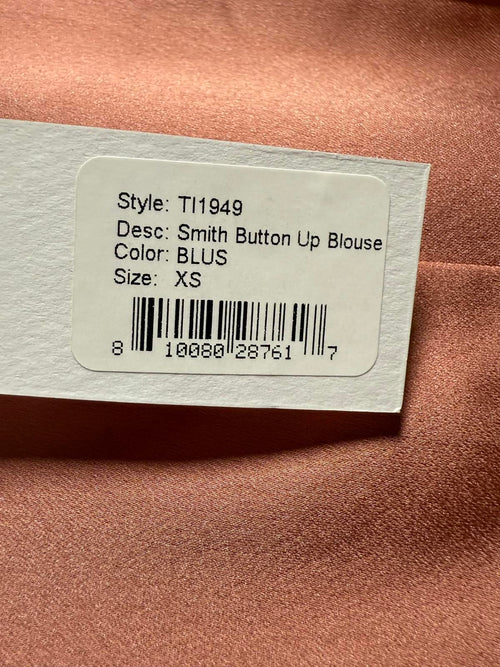 Style: TI1949
Desc: Smith Button Up Blouse
Color: BLUS
Size: XS
8 10080 28761 7